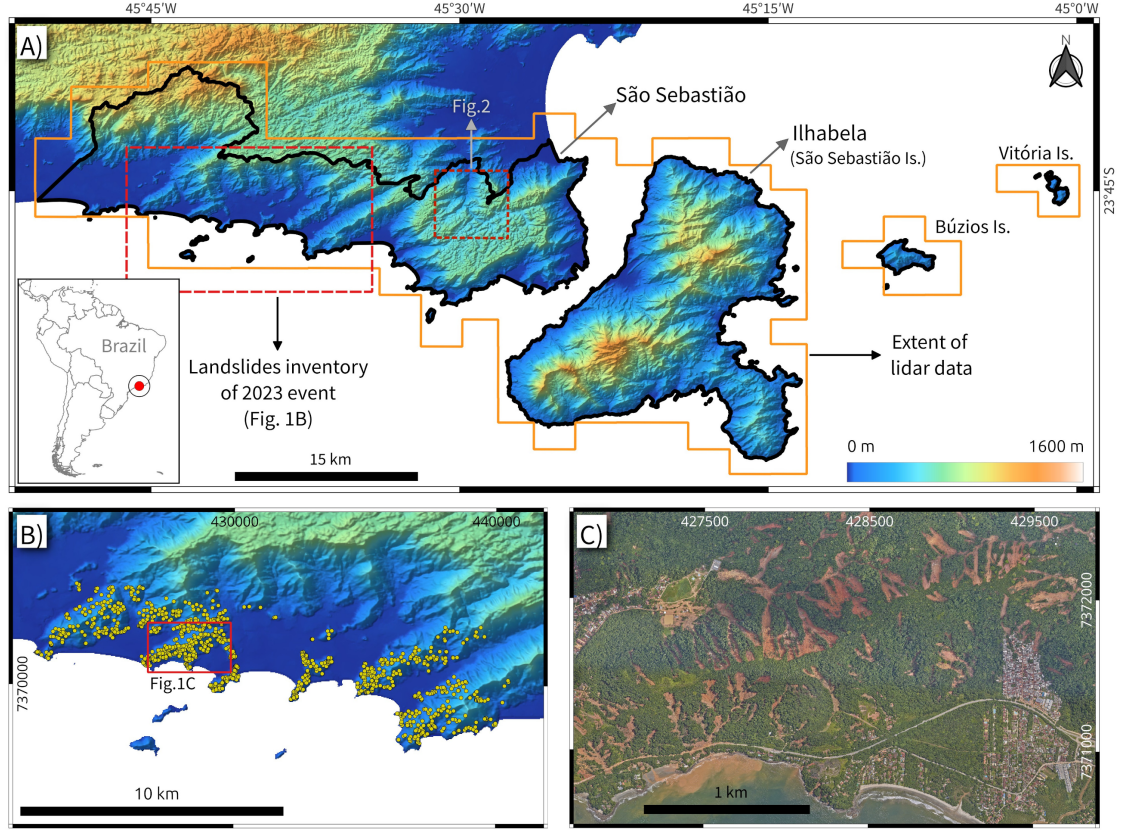 45°45'W
45°30'W
45°15'W
45°0'W
A)
N
São Sebastião
Fig.2
Ilhabela
(São Sebastião Is.)
Vitória Is.
23°45'S
Búzios Is.
Brazil
Landslides inventory
of 2023 event
(Fig. 1B)
Extent of
lidar data
0 m
1600 m
15 km
B)
430000
440000
7370000
Fig.1C
10 km
C)
427500
428500
429500
7372000
7371000
1 km